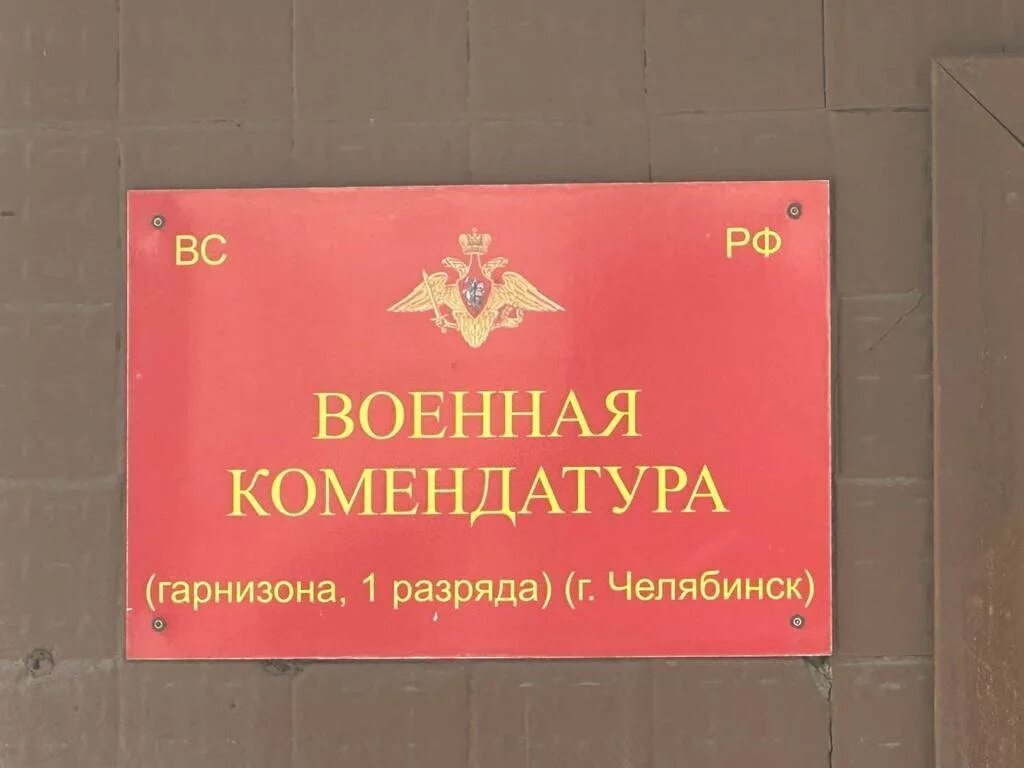 ВС РФ
ВОЕННАЯ
КОМЕНДАТУРА
(гарнизона, 1 разряда) (г. Челябинск)